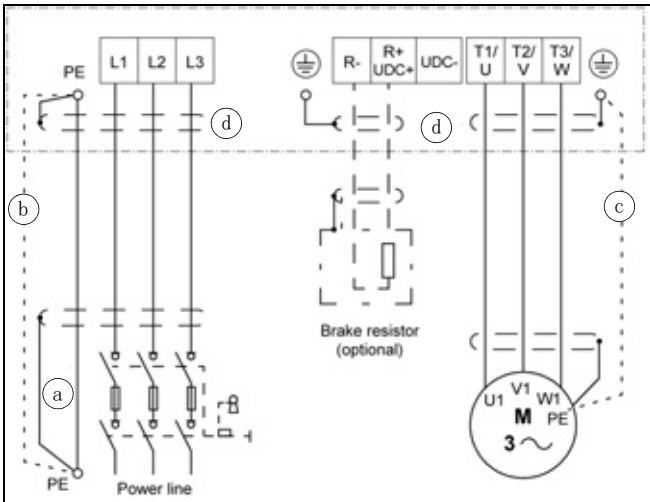 PE
L1 L2 L3
R- R+ UDC+ UDC-
T1/ U T2/ V T3/ W
d
d
b
c
a
Brake resistor
(optional)
U1 V1 W1
M PE
3
PE
Power line